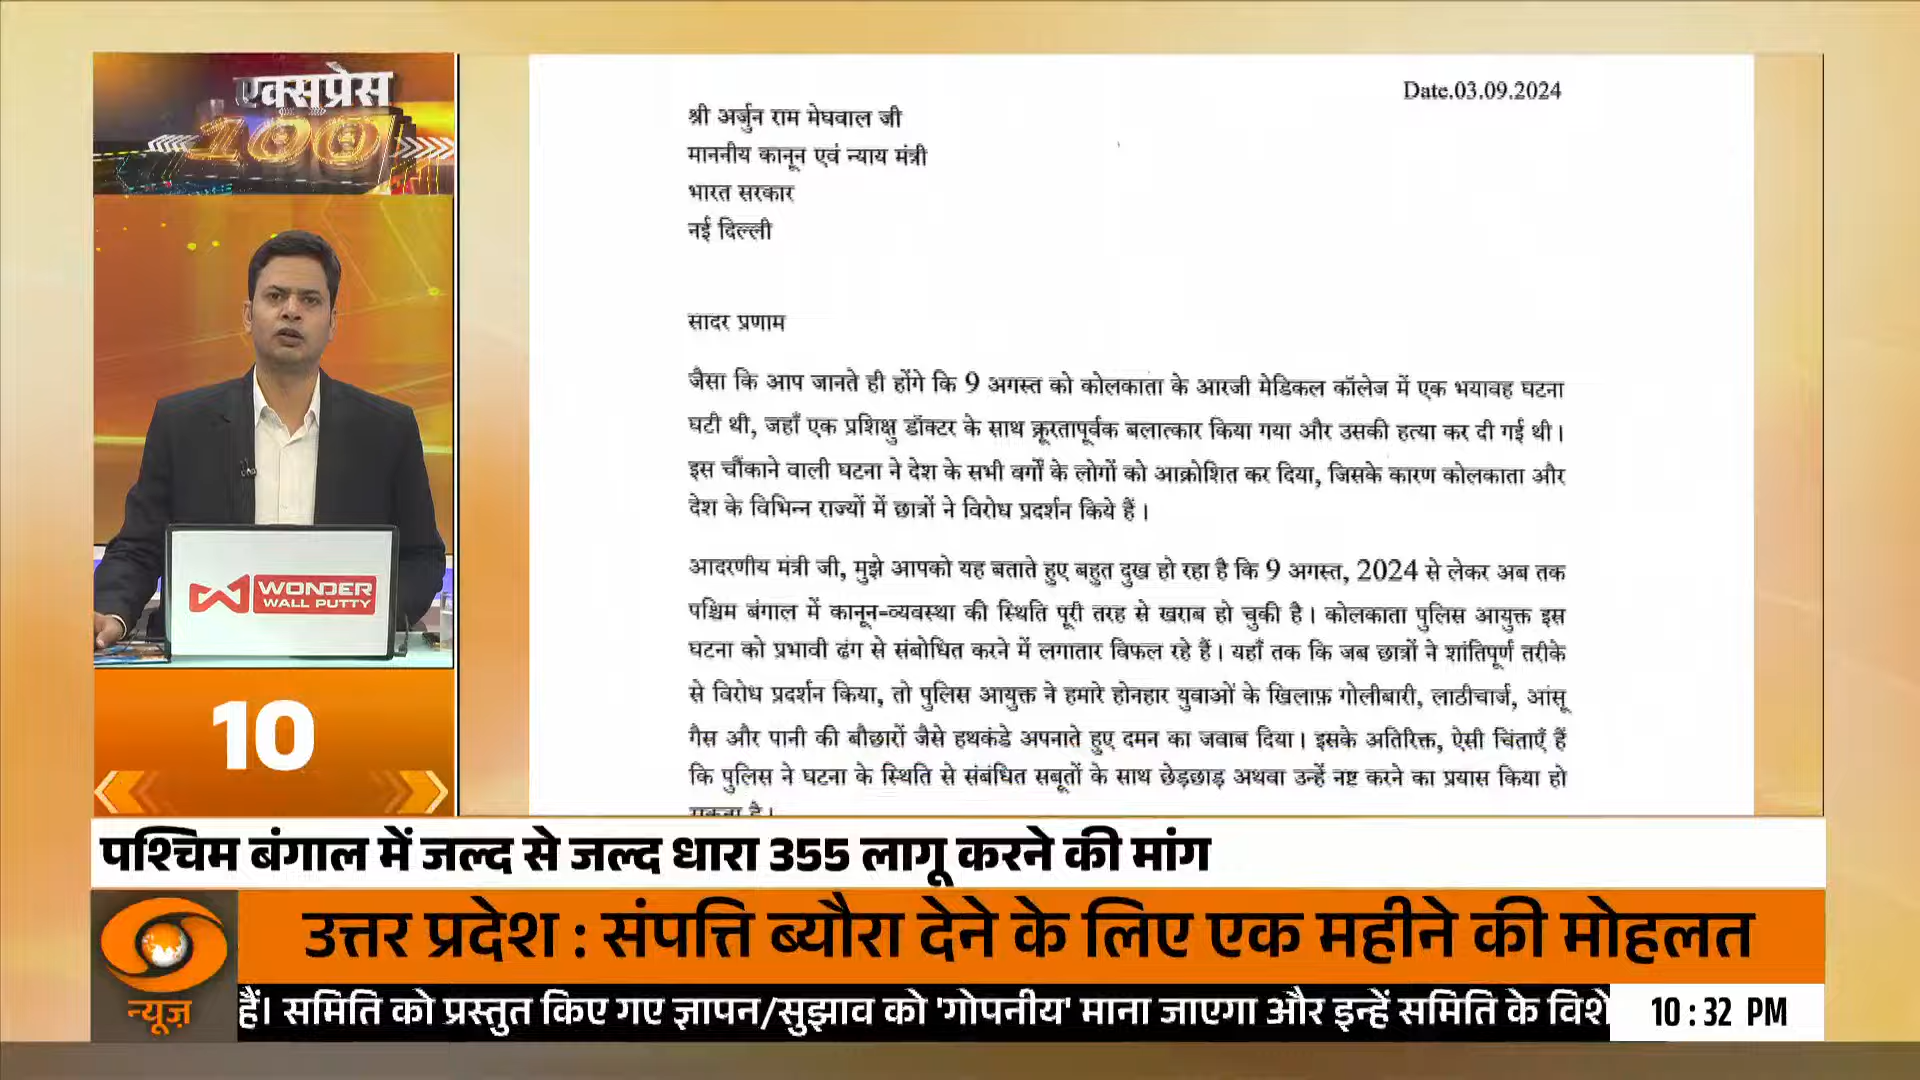 एक्सप्रेस
100
Date.03.09.2024
श्री अर्जुन राम मेघवाल जी
माननीय कानून एवं न्याय मंत्री
भारत सरकार
नई दिल्ली
सादर प्रणाम
जैसा कि आप जानते ही होंगे कि 9 अगस्त को कोलकाता के आरजी मेडिकल कॉलेज में एक भयावह घटना
घटी थी, जहाँ एक प्रशिक्षु डॉक्टर के साथ क्रूरतापूर्वक बलात्कार किया गया और उसकी हत्या कर दी गई थी।
इस चौंकाने वाली घटना ने देश के सभी वर्गों के लोगों को आक्रोशित कर दिया, जिसके कारण कोलकाता और
देश के विभिन्न राज्यों में छात्रों ने विरोध प्रदर्शन किये हैं।
आदरणीय मंत्री जी, मुझे आपको यह बताते हुए बहुत दुख हो रहा है कि 9 अगस्त, 2024 से लेकर अब तक
पश्चिम बंगाल में कानून-व्यवस्था की स्थिति पूरी तरह से खराब हो चुकी है। कोलकाता पुलिस आयुक्त इस
घटना को प्रभावी ढंग से संबोधित करने में लगातार विफल रहे हैं। यहाँ तक कि जब छात्रों ने शांतिपूर्ण तरीके
से विरोध प्रदर्शन किया, तो पुलिस आयुक्त ने हमारे होनहार युवाओं के खिलाफ़ गोलीबारी, लाठीचार्ज, आंसू
गैस और पानी की बौछारों जैसे हथकंडे अपनाते हुए दमन का जवाब दिया। इसके अतिरिक्त, ऐसी चिंताएँ हैं
कि पुलिस ने घटना के स्थिति से संबंधित सबूतों के साथ छेड़छाड़ अथवा उन्हें नष्ट करने का प्रयास किया हो
सकता है।
WONDER
WALL PUTTY
10
पश्चिम बंगाल में जल्द से जल्द धारा 355 लागू करने की मांग
उत्तर प्रदेश : संपत्ति ब्यौरा देने के लिए एक महीने की मोहलत
न्यूज़
हैं। समिति को प्रस्तुत किए गए ज्ञापन/सुझाव को 'गोपनीय' माना जाएगा और इन्हें समिति के विशे
10 : 32 PM